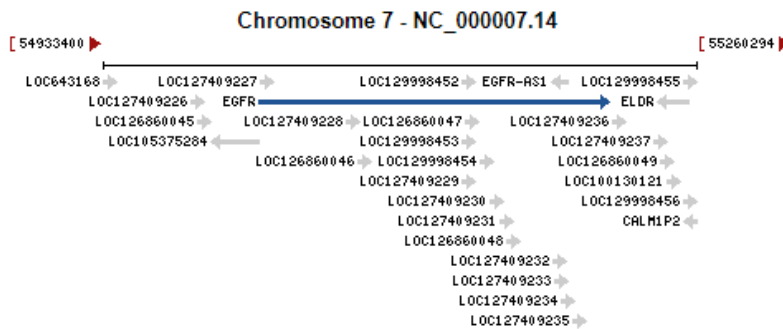 Chromosome 7 - NC_000007.14
[ 54933400 [ 55260294
LOC643168 LOC127409227 LOC129998452 EGFR-AS1 LOC129998455
LOC127409226 EGFR ELDR
LOC126860045 LOC127409228 LOC126860047 LOC127409236
LOC105375284 LOC129998453 LOC127409237
LOC126860046 LOC129998454 LOC126860049
LOC127409229 LOC100130121
LOC127409230 LOC129998456
LOC127409231 CALM1P2
LOC126860048
LOC127409232
LOC127409233
LOC127409234
LOC127409235